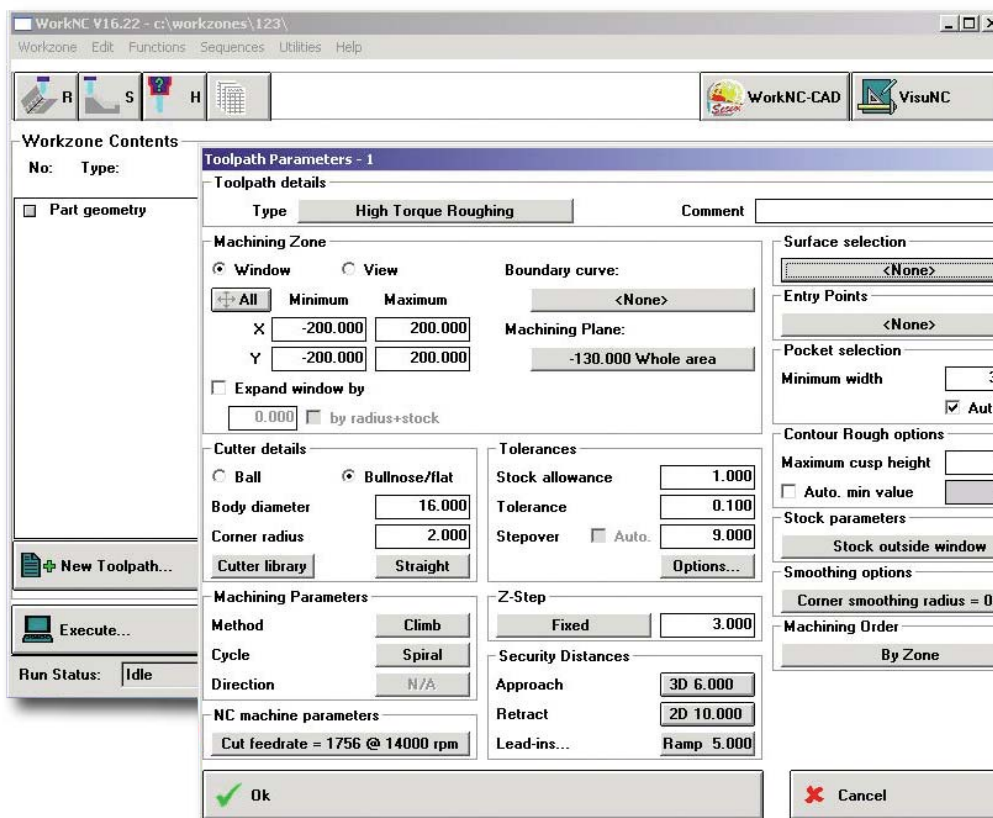 WorkNC V16.22 - c:\workzones\123\
Workzone Edit Functions Sequences Utilities Help
R S ? H WorkNC-CAD VisuNC
Workzone Contents
No: Type:
Part geometry
New Toolpath...
Execute...
Run Status: Idle
Toolpath Parameters - 1
Toolpath details
Type High Torque Roughing Comment
Machining Zone
Window View Boundary curve:
All Minimum Maximum <None>
X -200.000 200.000 Machining Plane:
Y -200.000 200.000 -130.000 Whole area
Expand window by
0.000 by radius+stock
Cutter details
Ball Bullnose/flat
Body diameter 16.000
Corner radius 2.000
Cutter library Straight
Tolerances
Stock allowance 1.000
Tolerance 0.100
Stepover Auto. 9.000
Options...
Machining Parameters
Method Climb
Cycle Spiral
Direction N/A
Z-Step
Fixed 3.000
Security Distances
Approach 3D 6.000
Retract 2D 10.000
Lead-ins... Ramp 5.000
NC machine parameters
Cut feedrate = 1756 @ 14000 rpm
Surface selection
<None>
Entry Points
<None>
Pocket selection
Minimum width 3
Aut
Contour Rough options
Maximum cusp height
Auto. min value
Stock parameters
Stock outside window
Smoothing options
Corner smoothing radius = 0
Machining Order
By Zone
Ok Cancel